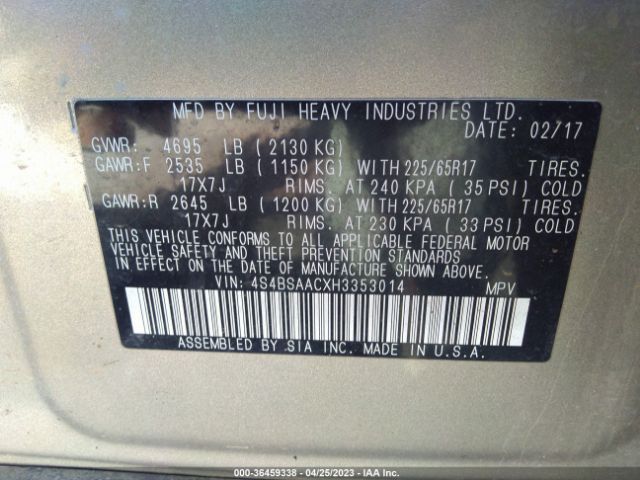 MFD BY FUJI HEAVY INDUSTRIES LTD.
DATE: 02/17
GVWR: 4695 LB (2130 KG)
GAWR:F 2535 LB (1150 KG) WITH 225/65R17 TIRES.
17X7J RIMS. AT 240 KPA (35 PSI) COLD
GAWR:R 2645 LB (1200 KG) WITH 225/65R17 TIRES.
17X7J RIMS. AT 230 KPA (33 PSI) COLD
THIS VEHICLE CONFORMS TO ALL APPLICABLE FEDERAL MOTOR
VEHICLE SAFETY AND THEFT PREVENTION STANDARDS
IN EFFECT ON THE DATE OF MANUFACTURE SHOWN ABOVE.
VIN: 4S4BSAACXH3353014 MPV
ASSEMBLED BY SIA INC. MADE IN U.S.A.
000-36459338 - 04/25/2023 - IAA Inc.